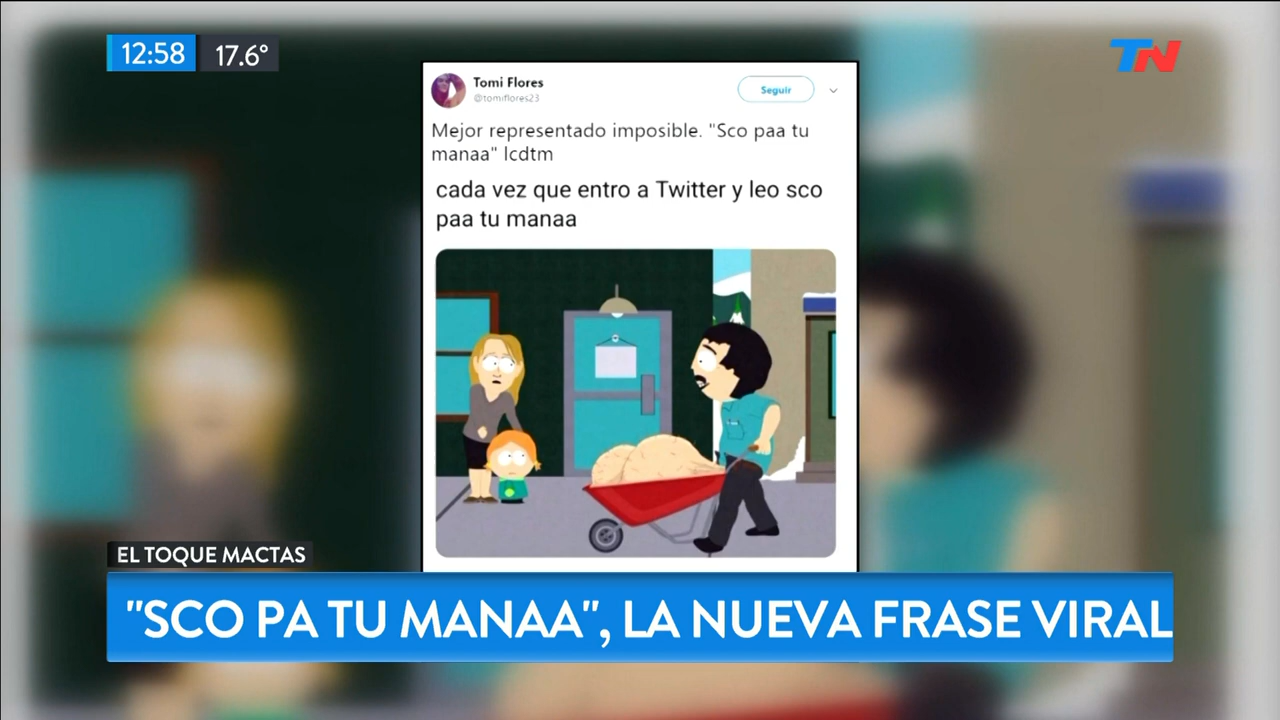 12:58 17.6°
TN
Tomi Flores
Seguir
@tomiflores23
Mejor representado imposible. "Sco paa tu
manaa" lcdtm
cada vez que entro a Twitter y leo sco
paa tu manaa
EL TOQUE MACTAS
"SCO PA TU MANAA", LA NUEVA FRASE VIRAL